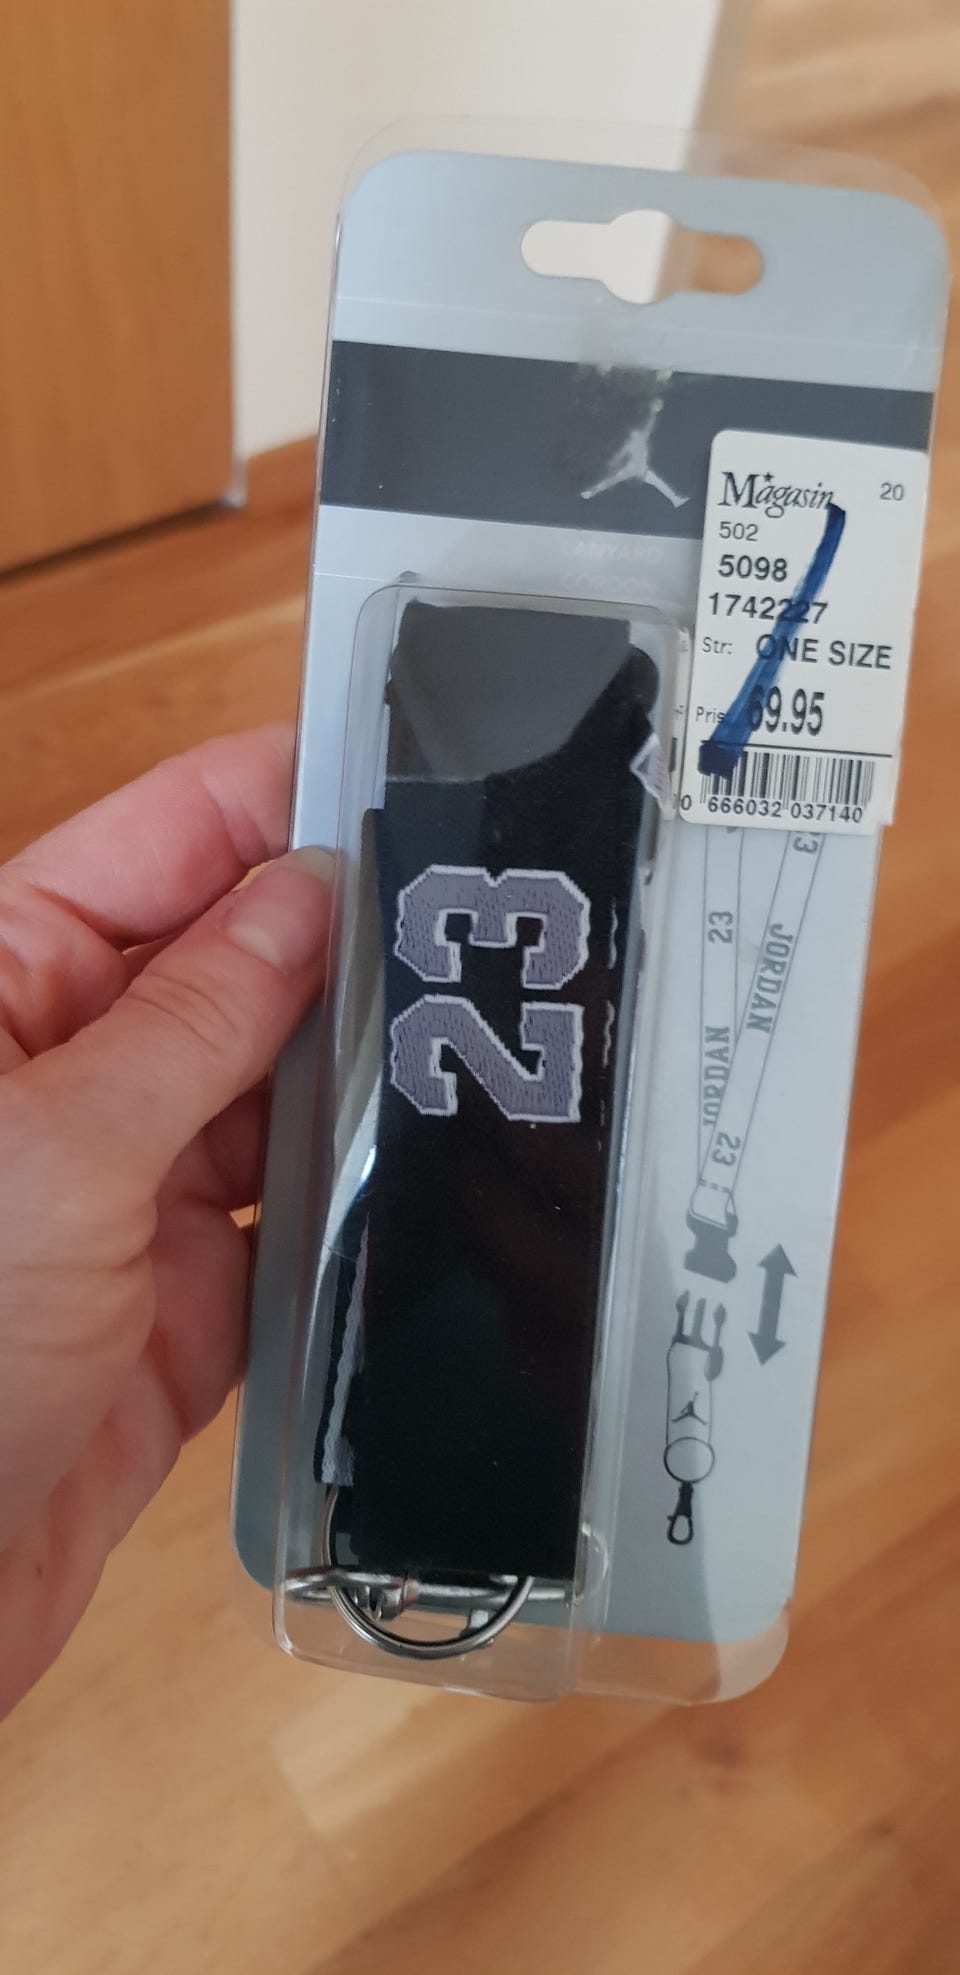 LANYARD
CORDON
Magasin 20
502
5098
1742227
Str: ONE SIZE
Pris 69.95
666032 037140
23
23
23
JORDAN
JORDAN
23